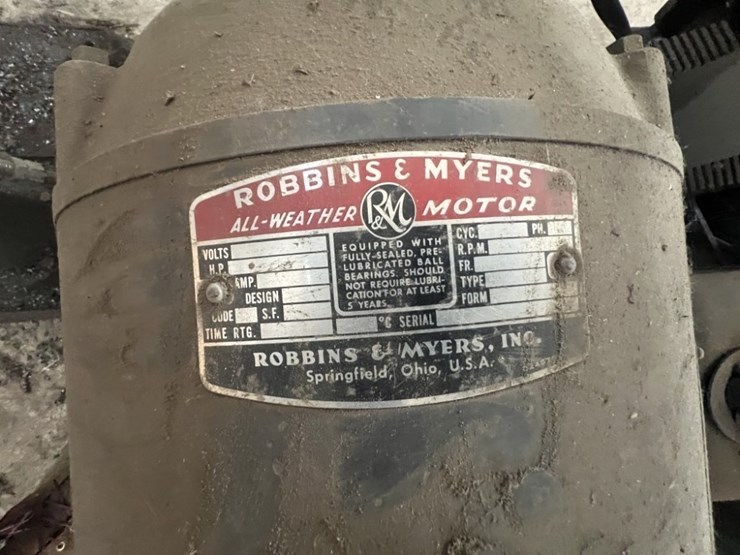 ROBBINS & MYERS
ALL-WEATHER R&M MOTOR
VOLTS
H.P.
AMP.
DESIGN
CODE S.F.
TIME RTG.
EQUIPPED WITH
FULLY-SEALED, PRE-
LUBRICATED BALL
BEARINGS. SHOULD
NOT REQUIRE LUBRI-
CATION FOR AT LEAST
5 YEARS.
CYC. PH.
R.P.M.
FR.
TYPE
FORM
°C SERIAL
ROBBINS & MYERS, INC.
Springfield, Ohio, U.S.A.